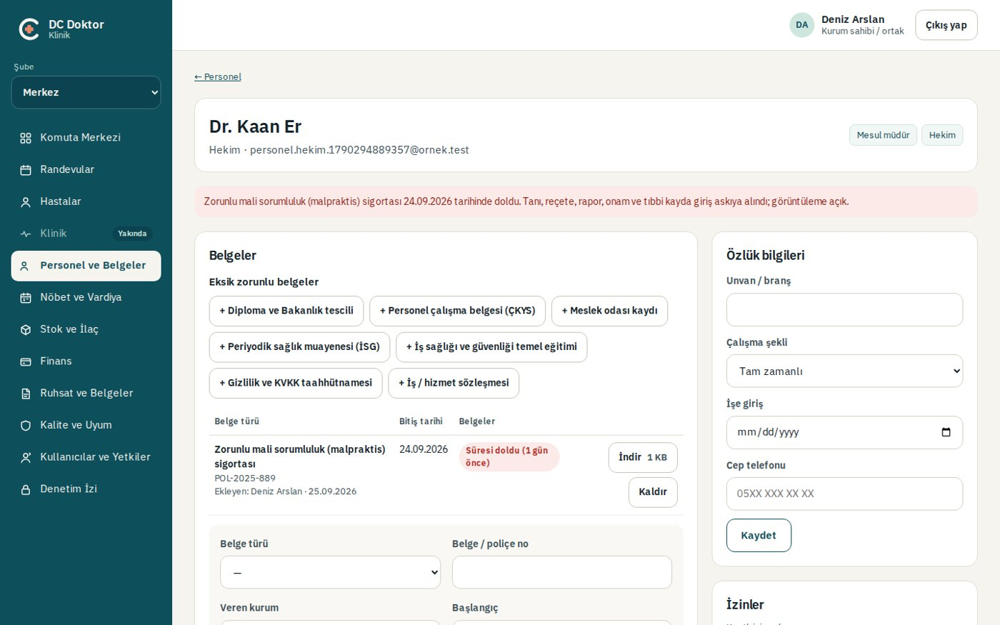 DC Doktor
Klinik
Şube
Merkez
Komuta Merkezi
Randevular
Hastalar
Klinik
Yakında
Personel ve Belgeler
Nöbet ve Vardiya
Stok ve İlaç
Finans
Ruhsat ve Belgeler
Kalite ve Uyum
Kullanıcılar ve Yetkiler
Denetim İzi
DA
Deniz Arslan
Kurum sahibi / ortak
Çıkış yap
← Personel
Dr. Kaan Er
Hekim · personel.hekim.1790294889357@ornek.test
Mesul müdür
Hekim
Zorunlu mali sorumluluk (malpraktis) sigortası 24.09.2026 tarihinde doldu. Tanı, reçete, rapor, onam ve tıbbi kayda giriş askıya alındı; görüntüleme açık.
Belgeler
Eksik zorunlu belgeler
+ Diploma ve Bakanlık tescili
+ Personel çalışma belgesi (ÇKYS)
+ Meslek odası kaydı
+ Periyodik sağlık muayenesi (İSG)
+ İş sağlığı ve güvenliği temel eğitimi
+ Gizlilik ve KVKK taahhütnamesi
+ İş / hizmet sözleşmesi
Belge türü
Bitiş tarihi
Belgeler
Zorunlu mali sorumluluk (malpraktis)
sigortası
POL-2025-889
Ekleyen: Deniz Arslan · 25.09.2026
24.09.2026
Süresi doldu (1 gün
önce)
İndir 1 KB
Kaldır
Belge türü
—
Belge / poliçe no
Veren kurum
Başlangıç
Özlük bilgileri
Unvan / branş
Çalışma şekli
Tam zamanlı
İşe giriş
mm/dd/yyyy
Cep telefonu
05XX XXX XX XX
Kaydet
İzinler